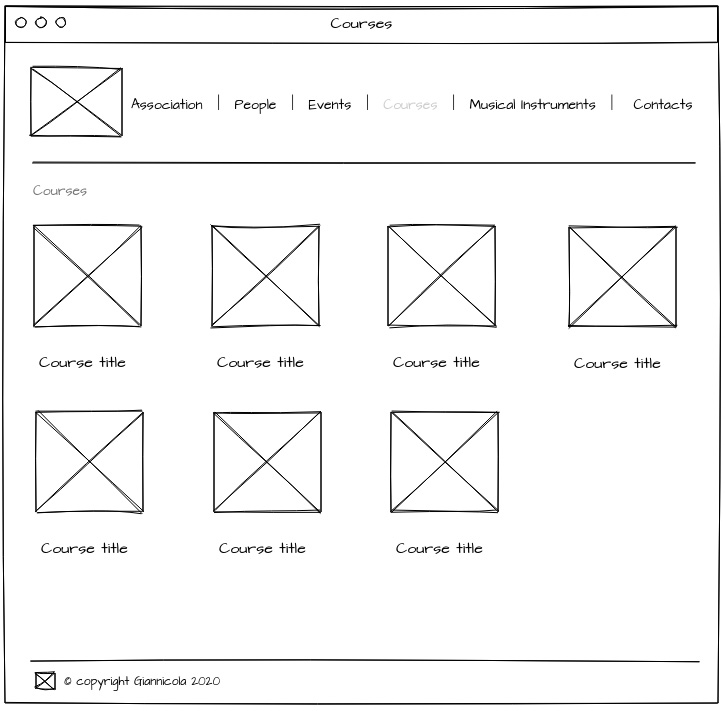 Courses
Association | People | Events | Courses | Musical Instruments | Contacts
Courses
Course title Course title Course title Course title
Course title Course title Course title
© copyright Giannicola 2020